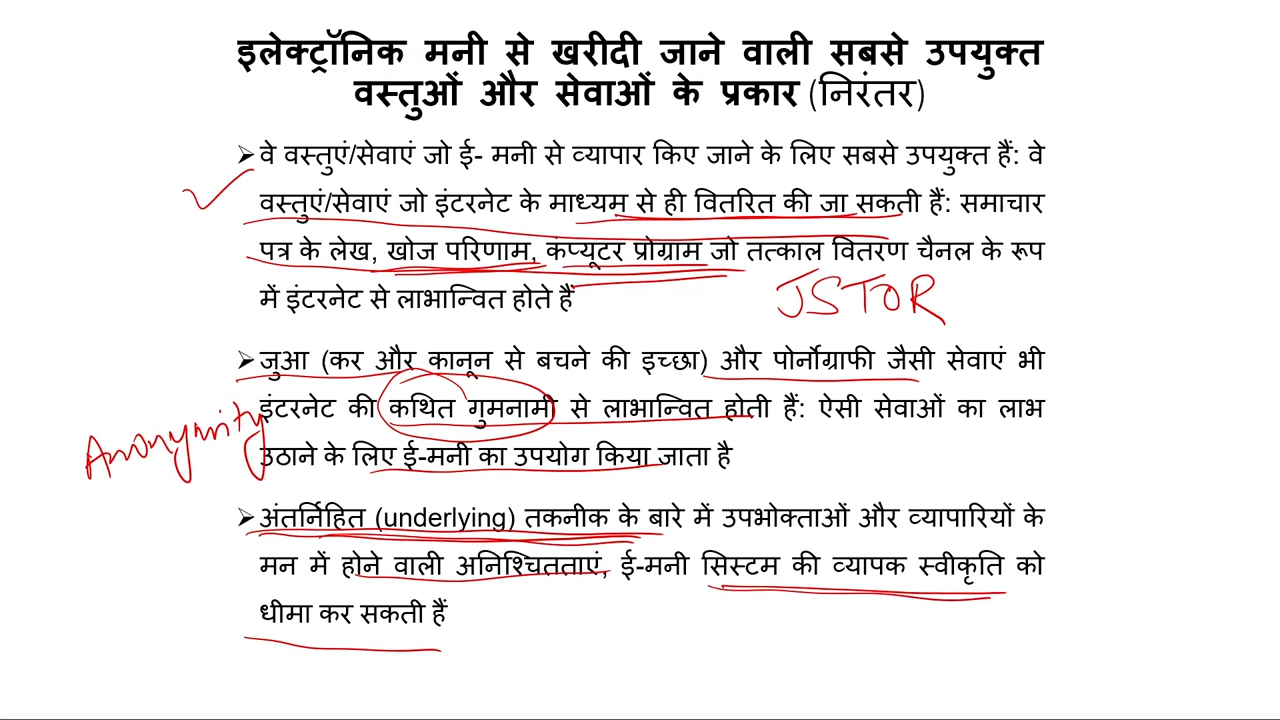 इलेक्ट्रॉनिक मनी से खरीदी जाने वाली सबसे उपयुक्त
वस्तुओं और सेवाओं के प्रकार (निरंतर)
➢ वे वस्तुएं/सेवाएं जो ई- मनी से व्यापार किए जाने के लिए सबसे उपयुक्त हैं: वे
वस्तुएं/सेवाएं जो इंटरनेट के माध्यम से ही वितरित की जा सकती हैं: समाचार
पत्र के लेख, खोज परिणाम, कंप्यूटर प्रोग्राम जो तत्काल वितरण चैनल के रूप
में इंटरनेट से लाभान्वित होते हैं
JSTOR
➢ जुआ (कर और कानून से बचने की इच्छा) और पोर्नोग्राफी जैसी सेवाएं भी
इंटरनेट की कथित गुमनामी से लाभान्वित होती हैं: ऐसी सेवाओं का लाभ
Anonymity
उठाने के लिए ई-मनी का उपयोग किया जाता है
➢ अंतर्निहित (underlying) तकनीक के बारे में उपभोक्ताओं और व्यापारियों के
मन में होने वाली अनिश्चितताएं, ई-मनी सिस्टम की व्यापक स्वीकृति को
धीमा कर सकती हैं